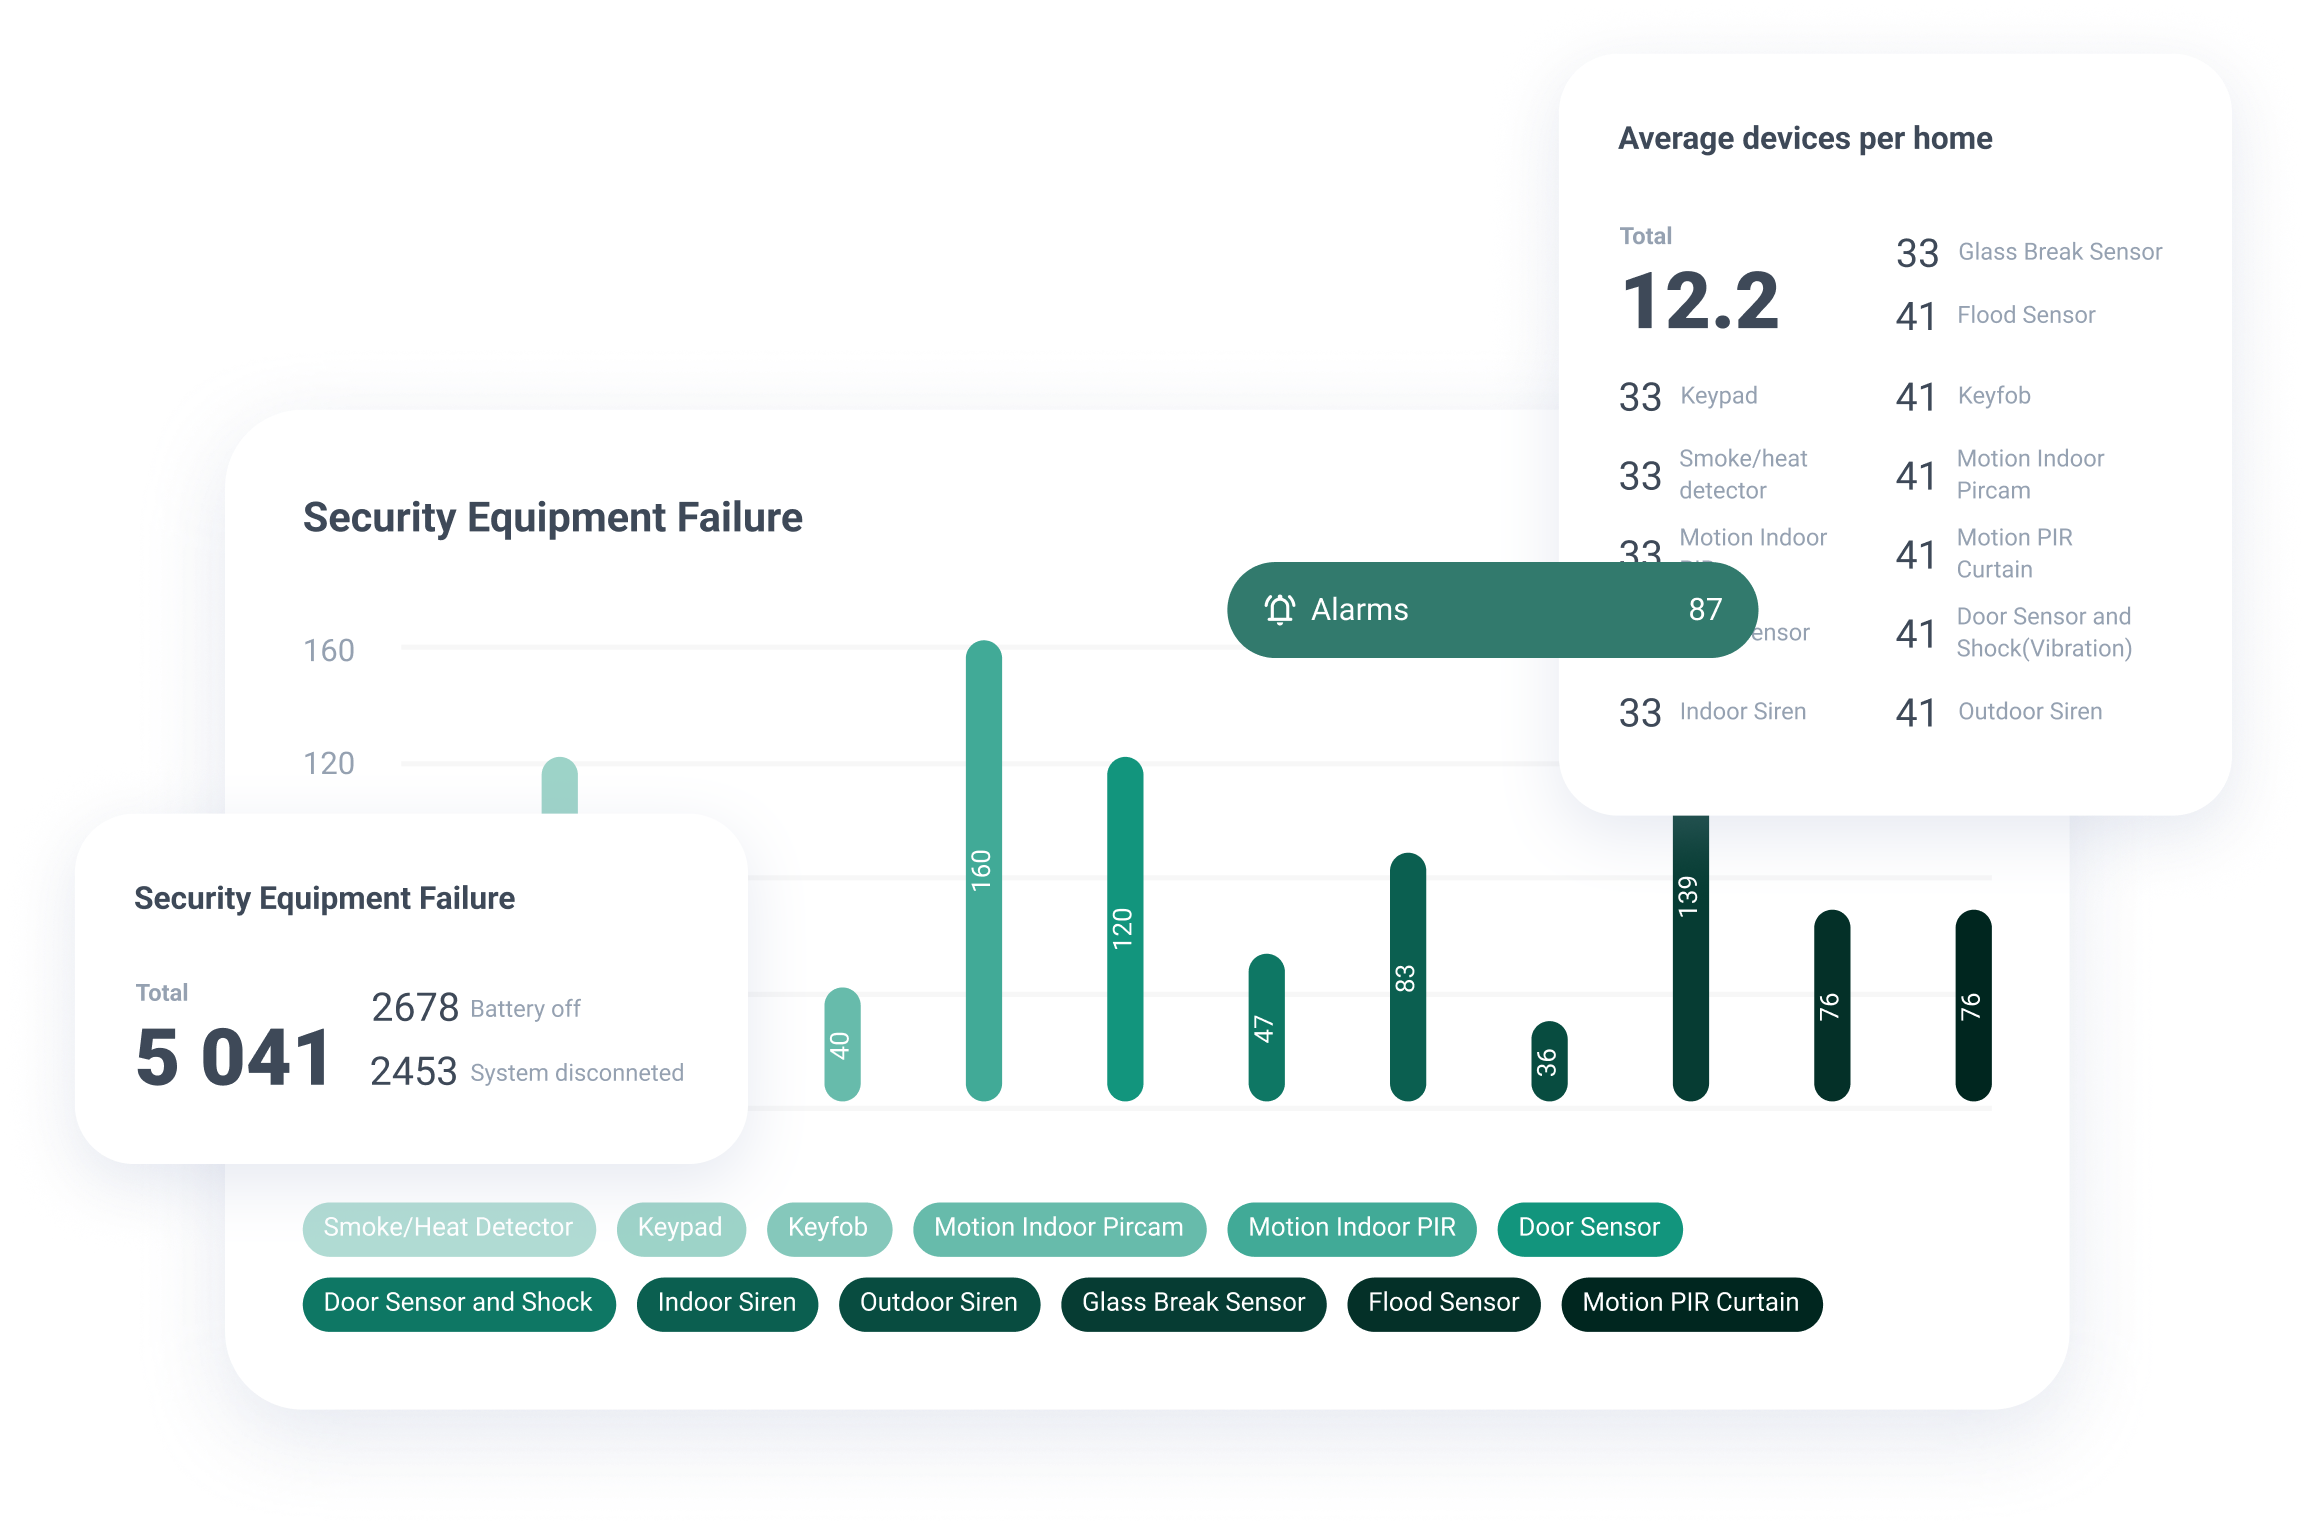 Average devices per home
Total
12.2
33 Glass Break Sensor
41 Flood Sensor
33 Keypad
41 Keyfob
33 Smoke/heat
detector
41 Motion Indoor
Pircam
33 Motion Indoor
41 Motion PIR
Curtain
41 Door Sensor and
Shock(Vibration)
33 Indoor Siren
41 Outdoor Siren
Security Equipment Failure
Alarms 87
160
120
160
120
40
47
83
36
139
76
76
Security Equipment Failure
Total
5 041
2678 Battery off
2453 System disconneted
Smoke/Heat Detector
Keypad
Keyfob
Motion Indoor Pircam
Motion Indoor PIR
Door Sensor
Door Sensor and Shock
Indoor Siren
Outdoor Siren
Glass Break Sensor
Flood Sensor
Motion PIR Curtain